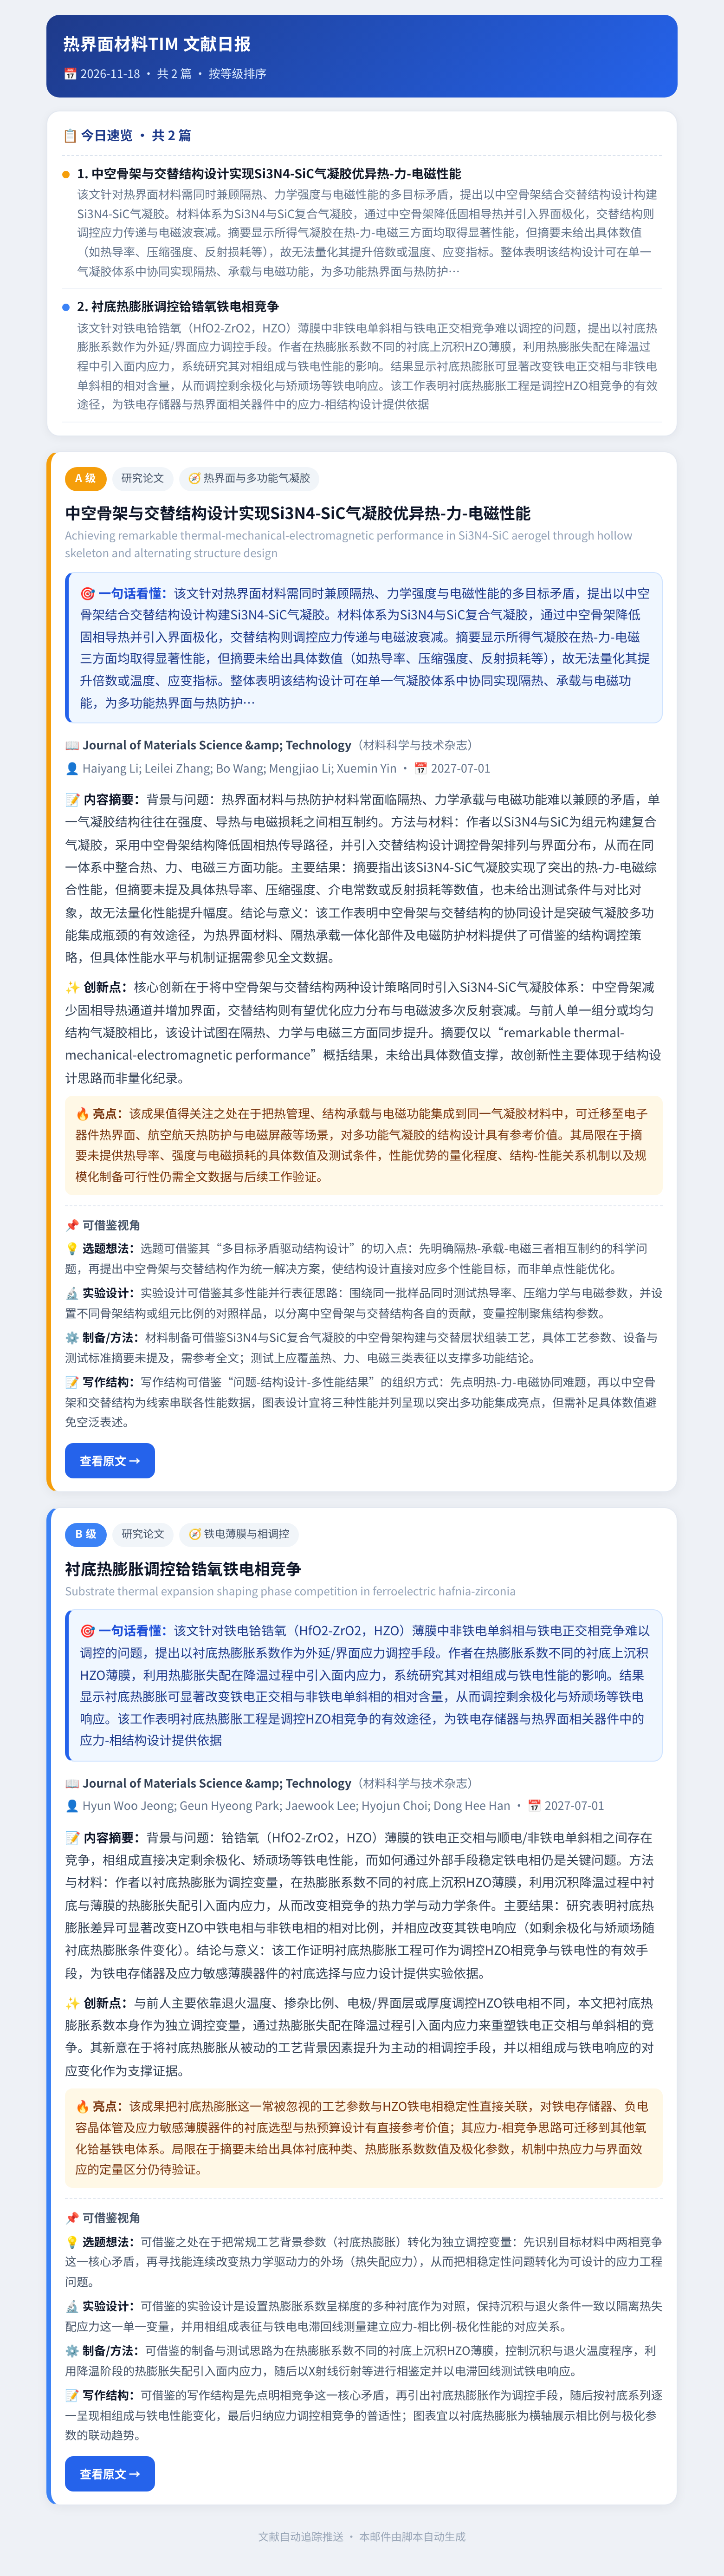 热界面材料TIM 文献日报
📅 2026-11-18 · 共 2 篇 · 按等级排序
📋 今日速览 · 共 2 篇
1. 中空骨架与交替结构设计实现Si3N4-SiC气凝胶优异热-力-电磁性能
该文针对热界面材料需同时兼顾隔热、力学强度与电磁性能的多目标矛盾，提出以中空骨架结合交替结构设计构建
Si3N4-SiC气凝胶。材料体系为Si3N4与SiC复合气凝胶，通过中空骨架降低固相导热并引入界面极化，交替结构则
调控应力传递与电磁波衰减。摘要显示所得气凝胶在热-力-电磁三方面均取得显著性能，但摘要未给出具体数值
（如热导率、压缩强度、反射损耗等），故无法量化其提升倍数或温度、应变指标。整体表明该结构设计可在单一
气凝胶体系中协同实现隔热、承载与电磁功能，为多功能热界面与热防护…
2. 衬底热膨胀调控铪锆氧铁电相竞争
该文针对铁电铪锆氧（HfO2-ZrO2，HZO）薄膜中非铁电单斜相与铁电正交相竞争难以调控的问题，提出以衬底热
膨胀系数作为外延/界面应力调控手段。作者在热膨胀系数不同的衬底上沉积HZO薄膜，利用热膨胀失配在降温过
程中引入面内应力，系统研究其对相组成与铁电性能的影响。结果显示衬底热膨胀可显著改变铁电正交相与非铁电
单斜相的相对含量，从而调控剩余极化与矫顽场等铁电响应。该工作表明衬底热膨胀工程是调控HZO相竞争的有效
途径，为铁电存储器与热界面相关器件中的应力-相结构设计提供依据
A 级 研究论文 🧭 热界面与多功能气凝胶
中空骨架与交替结构设计实现Si3N4-SiC气凝胶优异热-力-电磁性能
Achieving remarkable thermal-mechanical-electromagnetic performance in Si3N4-SiC aerogel through hollow
skeleton and alternating structure design
🎯 一句话看懂：该文针对热界面材料需同时兼顾隔热、力学强度与电磁性能的多目标矛盾，提出以中空
骨架结合交替结构设计构建Si3N4-SiC气凝胶。材料体系为Si3N4与SiC复合气凝胶，通过中空骨架降低
固相导热并引入界面极化，交替结构则调控应力传递与电磁波衰减。摘要显示所得气凝胶在热-力-电磁
三方面均取得显著性能，但摘要未给出具体数值（如热导率、压缩强度、反射损耗等），故无法量化其提
升倍数或温度、应变指标。整体表明该结构设计可在单一气凝胶体系中协同实现隔热、承载与电磁功
能，为多功能热界面与热防护…
📖 Journal of Materials Science &amp; Technology（材料科学与技术杂志）
👤 Haiyang Li; Leilei Zhang; Bo Wang; Mengjiao Li; Xuemin Yin · 📅 2027-07-01
📝 内容摘要：背景与问题：热界面材料与热防护材料常面临隔热、力学承载与电磁功能难以兼顾的矛盾，单
一气凝胶结构往往在强度、导热与电磁损耗之间相互制约。方法与材料：作者以Si3N4与SiC为组元构建复合
气凝胶，采用中空骨架结构降低固相热传导路径，并引入交替结构设计调控骨架排列与界面分布，从而在同
一体系中整合热、力、电磁三方面功能。主要结果：摘要指出该Si3N4-SiC气凝胶实现了突出的热-力-电磁综
合性能，但摘要未提及具体热导率、压缩强度、介电常数或反射损耗等数值，也未给出测试条件与对比对
象，故无法量化性能提升幅度。结论与意义：该工作表明中空骨架与交替结构的协同设计是突破气凝胶多功
能集成瓶颈的有效途径，为热界面材料、隔热承载一体化部件及电磁防护材料提供了可借鉴的结构调控策
略，但具体性能水平与机制证据需参见全文数据。
✨ 创新点：核心创新在于将中空骨架与交替结构两种设计策略同时引入Si3N4-SiC气凝胶体系：中空骨架减
少固相热传导通道并增加界面，交替结构则有望优化应力分布与电磁波多次反射衰减。与前人单一组分或均匀
结构气凝胶相比，该设计试图在隔热、力学与电磁三方面同步提升。摘要仅以“remarkable thermal-
mechanical-electromagnetic performance”概括结果，未给出具体数值支撑，故创新性主要体现于结构设
计思路而非量化纪录。
🔥 亮点：该成果值得关注之处在于把热管理、结构承载与电磁功能集成到同一气凝胶材料中，可迁移至电子
器件热界面、航空航天热防护与电磁屏蔽等场景，对多功能气凝胶的结构设计具有参考价值。其局限在于摘
要未提供热导率、强度与电磁损耗的具体数值及测试条件，性能优势的量化程度、结构-性能关系机制以及规
模化制备可行性仍需全文数据与后续工作验证。
📌 可借鉴视角
💡 选题想法：选题可借鉴其“多目标矛盾驱动结构设计”的切入点：先明确隔热-承载-电磁三者相互制约的科学问
题，再提出中空骨架与交替结构作为统一解决方案，使结构设计直接对应多个性能目标，而非单点性能优化。
🔬 实验设计：实验设计可借鉴其多性能并行表征思路：围绕同一批样品同时测试热导率、压缩力学与电磁参数，并设
置不同骨架结构或组元比例的对照样品，以分离中空骨架与交替结构各自的贡献，变量控制聚焦结构参数。
⚙️ 制备/方法：材料制备可借鉴Si3N4与SiC复合气凝胶的中空骨架构建与交替层状组装工艺，具体工艺参数、设备与
测试标准摘要未提及，需参考全文；测试上应覆盖热、力、电磁三类表征以支撑多功能结论。
📝 写作结构：写作结构可借鉴“问题-结构设计-多性能结果”的组织方式：先点明热-力-电磁协同难题，再以中空骨
架和交替结构为线索串联各性能数据，图表设计宜将三种性能并列呈现以突出多功能集成亮点，但需补足具体数值避
免空泛表述。
查看原文 →
B 级 研究论文 🧭 铁电薄膜与相调控
衬底热膨胀调控铪锆氧铁电相竞争
Substrate thermal expansion shaping phase competition in ferroelectric hafnia-zirconia
🎯 一句话看懂：该文针对铁电铪锆氧（HfO2-ZrO2，HZO）薄膜中非铁电单斜相与铁电正交相竞争难以
调控的问题，提出以衬底热膨胀系数作为外延/界面应力调控手段。作者在热膨胀系数不同的衬底上沉积
HZO薄膜，利用热膨胀失配在降温过程中引入面内应力，系统研究其对相组成与铁电性能的影响。结果
显示衬底热膨胀可显著改变铁电正交相与非铁电单斜相的相对含量，从而调控剩余极化与矫顽场等铁电
响应。该工作表明衬底热膨胀工程是调控HZO相竞争的有效途径，为铁电存储器与热界面相关器件中的
应力-相结构设计提供依据
📖 Journal of Materials Science &amp; Technology（材料科学与技术杂志）
👤 Hyun Woo Jeong; Geun Hyeong Park; Jaewook Lee; Hyojun Choi; Dong Hee Han · 📅 2027-07-01
📝 内容摘要：背景与问题：铪锆氧（HfO2-ZrO2，HZO）薄膜的铁电正交相与顺电/非铁电单斜相之间存在
竞争，相组成直接决定剩余极化、矫顽场等铁电性能，而如何通过外部手段稳定铁电相仍是关键问题。方法
与材料：作者以衬底热膨胀为调控变量，在热膨胀系数不同的衬底上沉积HZO薄膜，利用沉积降温过程中衬
底与薄膜的热膨胀失配引入面内应力，从而改变相竞争的热力学与动力学条件。主要结果：研究表明衬底热
膨胀差异可显著改变HZO中铁电相与非铁电相的相对比例，并相应改变其铁电响应（如剩余极化与矫顽场随
衬底热膨胀条件变化）。结论与意义：该工作证明衬底热膨胀工程可作为调控HZO相竞争与铁电性的有效手
段，为铁电存储器及应力敏感薄膜器件的衬底选择与应力设计提供实验依据。
✨ 创新点：与前人主要依靠退火温度、掺杂比例、电极/界面层或厚度调控HZO铁电相不同，本文把衬底热
膨胀系数本身作为独立调控变量，通过热膨胀失配在降温过程引入面内应力来重塑铁电正交相与单斜相的竞
争。其新意在于将衬底热膨胀从被动的工艺背景因素提升为主动的相调控手段，并以相组成与铁电性能的对
应变化作为支撑证据。
🔥 亮点：该成果把衬底热膨胀这一常被忽视的工艺参数与HZO铁电相稳定性直接关联，对铁电存储器、负电
容晶体管及应力敏感薄膜器件的衬底选型与热预算设计有直接参考价值；其应力-相竞争思路可迁移到其他氧
化铪基铁电体系。局限在于摘要未给出具体衬底种类、热膨胀系数数值及极化参数，机制中热应力与界面效
应的定量区分仍待验证。
📌 可借鉴视角
💡 选题想法：可借鉴之处在于把常规工艺背景参数（衬底热膨胀）转化为独立调控变量：先识别目标材料中两相竞争
这一核心矛盾，再寻找能连续改变热力学驱动力的外场（热失配应力），从而把相稳定性问题转化为可设计的应力工程
问题。
🔬 实验设计：可借鉴的实验设计是设置热膨胀系数呈梯度的多种衬底作为对照，保持沉积与退火条件一致以隔离热失
配应力这一单一变量，并用相组成表征与铁电电滞回线测量建立应力-相比例-极化性能的对应关系。
⚙️ 制备/方法：可借鉴的制备与测试思路为在热膨胀系数不同的衬底上沉积HZO薄膜，控制沉积与退火温度程序，利
用降温阶段的热膨胀失配引入面内应力，随后以X射线衍射等进行相鉴定并以电滞回线测试铁电响应。
📝 写作结构：可借鉴的写作结构是先点明相竞争这一核心矛盾，再引出衬底热膨胀作为调控手段，随后按衬底系列逐
一呈现相组成与铁电性能变化，最后归纳应力调控相竞争的普适性；图表宜以衬底热膨胀为横轴展示相比例与极化参
数的联动趋势。
查看原文 →
文献自动追踪推送 · 本邮件由脚本自动生成